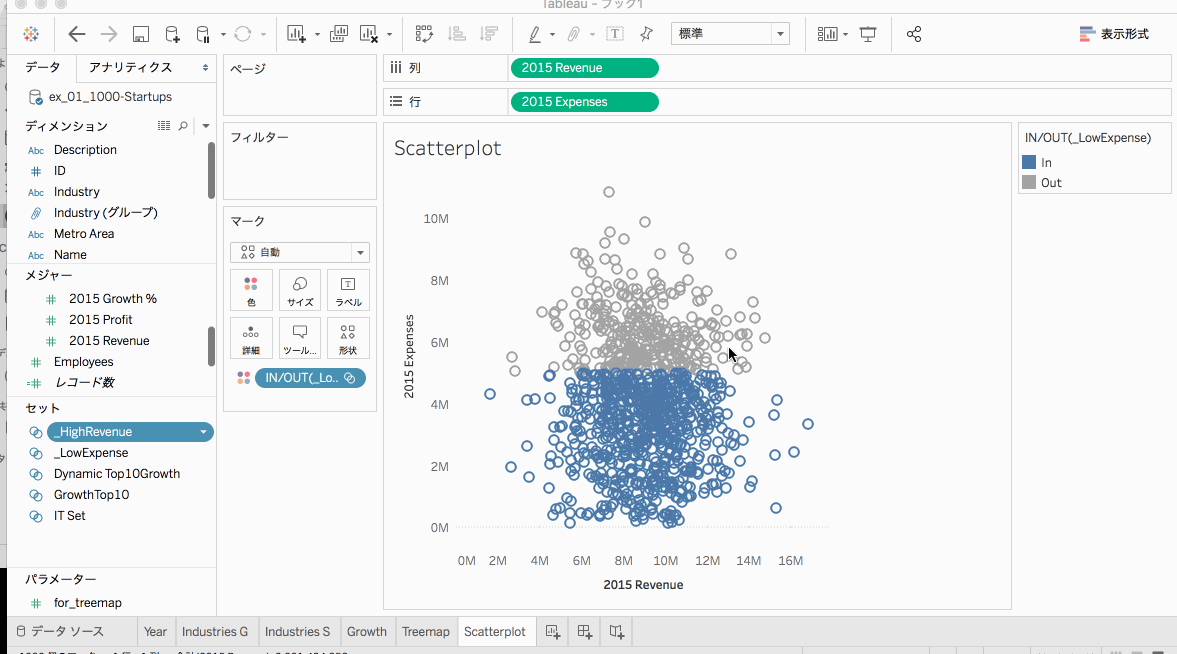 Tableau - ブック1
標準
表示形式
データ
アナリティクス
ex_01_1000-Startups
ディメンション
Abc Description
ID
Abc Industry
Industry (グループ)
Abc Metro Area
Abc Name
メジャー
2015 Growth %
2015 Profit
2015 Revenue
Employees
レコード数
セット
_HighRevenue
_LowExpense
Dynamic Top10Growth
GrowthTop10
IT Set
パラメーター
for_treemap
ページ
フィルター
マーク
自動
色
サイズ
ラベル
詳細
ツール...
形状
IN/OUT(_Lo..
列
2015 Revenue
行
2015 Expenses
Scatterplot
10M
8M
6M
4M
2M
0M
2015 Expenses
0M 2M 4M 6M 8M 10M 12M 14M 16M
2015 Revenue
IN/OUT(_LowExpense)
In
Out
データ ソース
Year
Industries G
Industries S
Growth
Treemap
Scatterplot